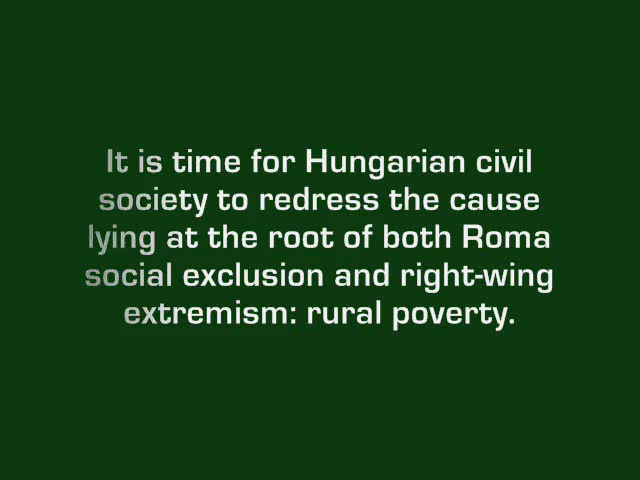 It is time for Hungarian civil
society to redress the cause
lying at the root of both Roma
social exclusion and right-wing
extremism: rural poverty.